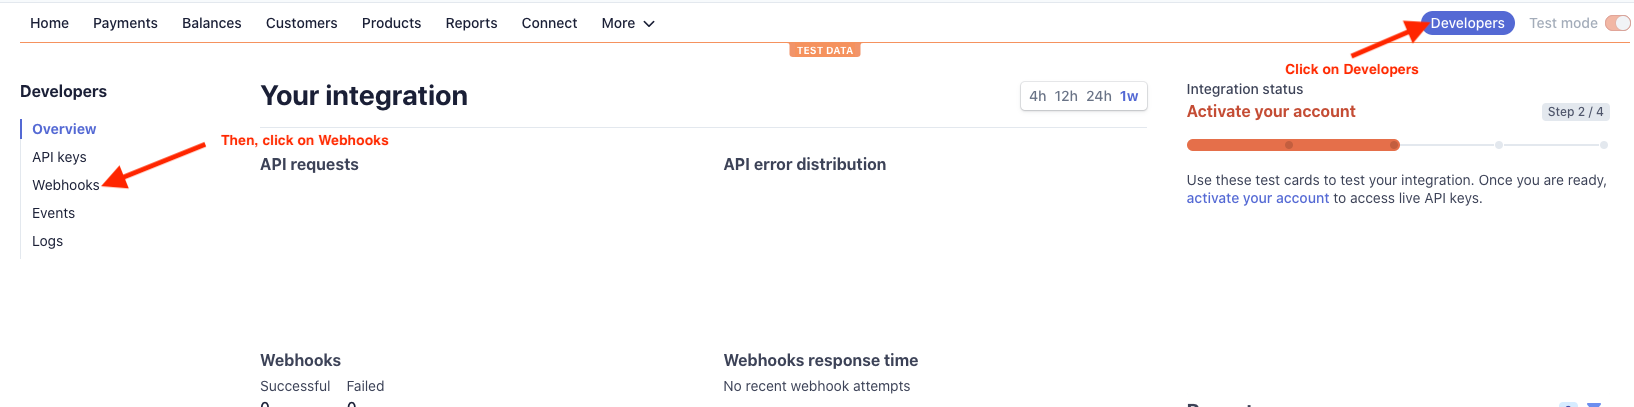 Home Payments Balances Customers Products Reports Connect More Developers Test mode
TEST DATA
Click on Developers
Developers
Overview
API keys
Webhooks
Events
Logs
Then, click on Webhooks
Your integration
4h 12h 24h 1w
API requests
API error distribution
Webhooks
Successful Failed
0 0
Webhooks response time
No recent webhook attempts
Integration status
Activate your account
Step 2 / 4
Use these test cards to test your integration. Once you are ready,
activate your account to access live API keys.